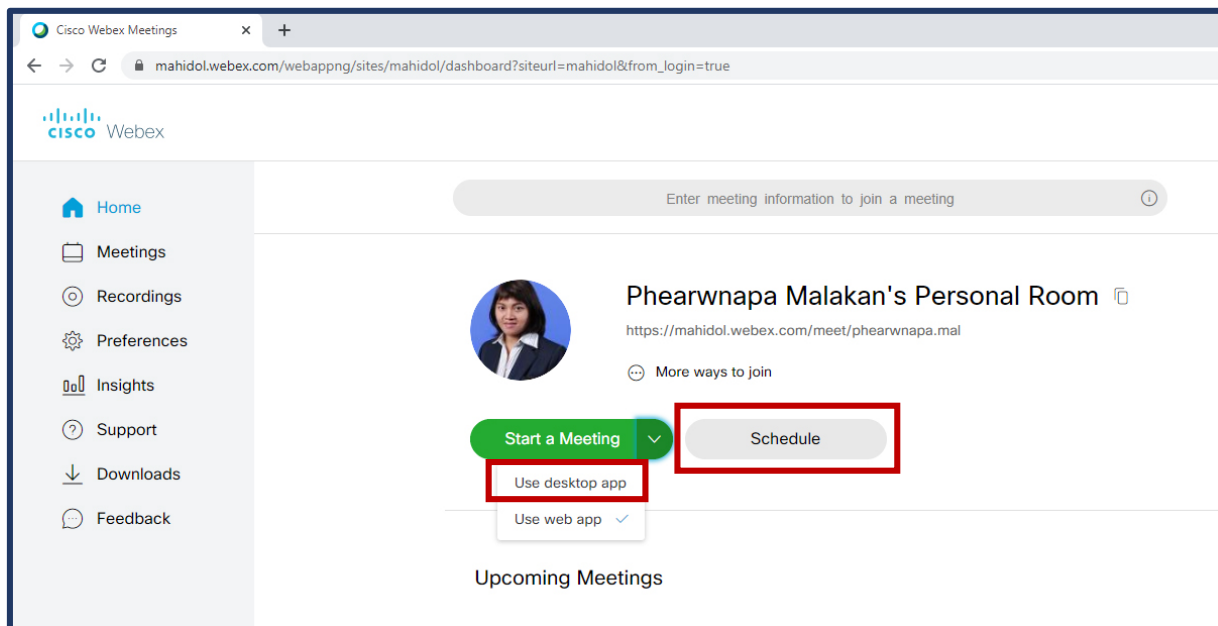 Cisco Webex Meetings
mahidol.webex.com/webappng/sites/mahidol/dashboard?siteurl=mahidol&from_login=true
cisco Webex
Home
Meetings
Recordings
Preferences
Insights
Support
Downloads
Feedback
Enter meeting information to join a meeting
Phearwnapa Malakan's Personal Room
https://mahidol.webex.com/meet/phearwnapa.mal
More ways to join
Start a Meeting
Schedule
Use desktop app
Use web app
Upcoming Meetings